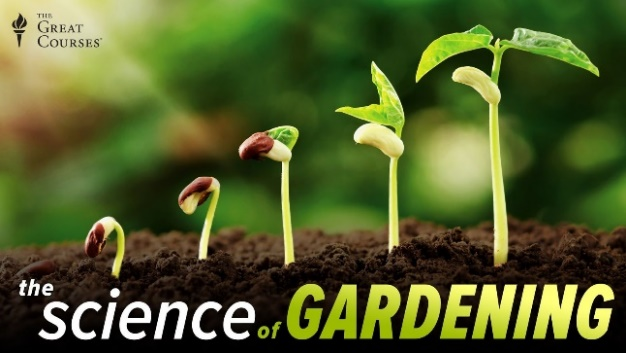 THE
GREAT
COURSES
the
science of GARDENING